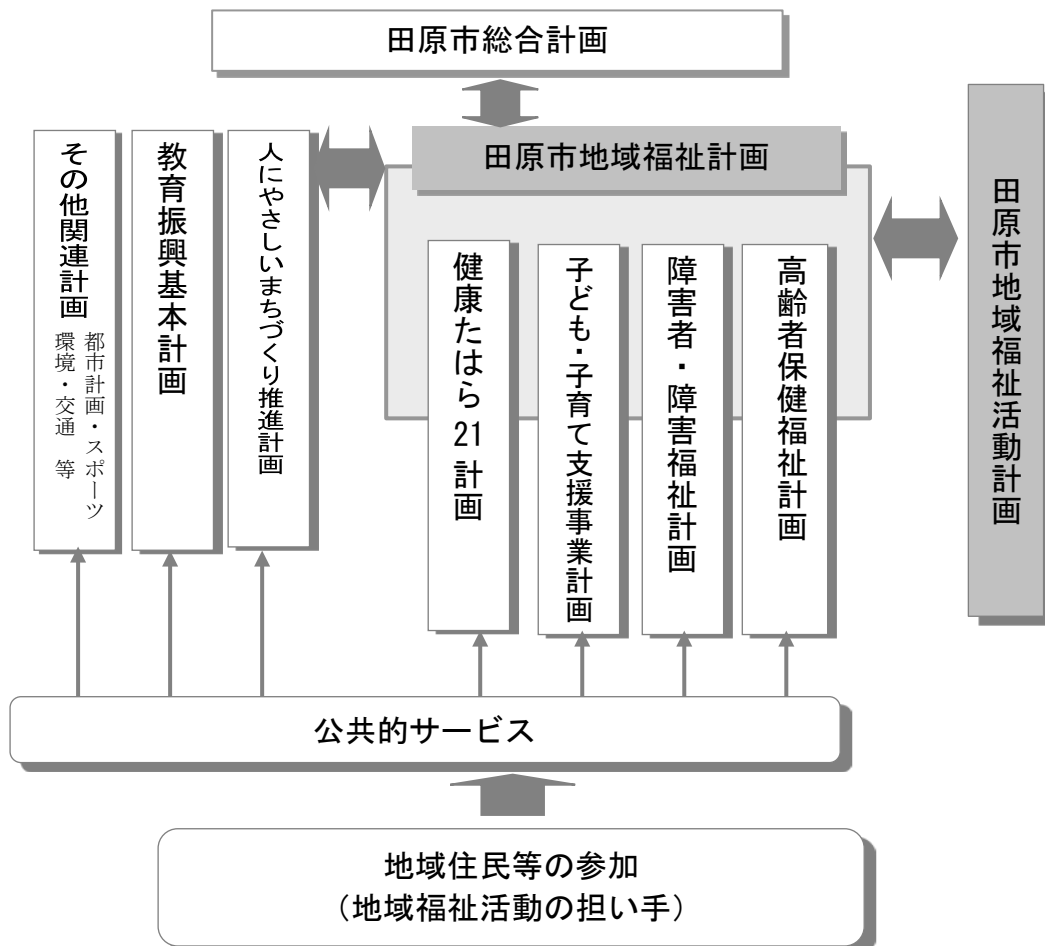 田原市総合計画
田原市地域福祉計画
田原市地域福祉活動計画
高齢者保健福祉計画
障害者・障害福祉計画
子ども・子育て支援事業計画
健康たはら21計画
人にやさしいまちづくり推進計画
教育振興基本計画
その他関連計画
都市計画・スポーツ
環境・交通 等
公共的サービス
地域住民等の参加
（地域福祉活動の担い手）